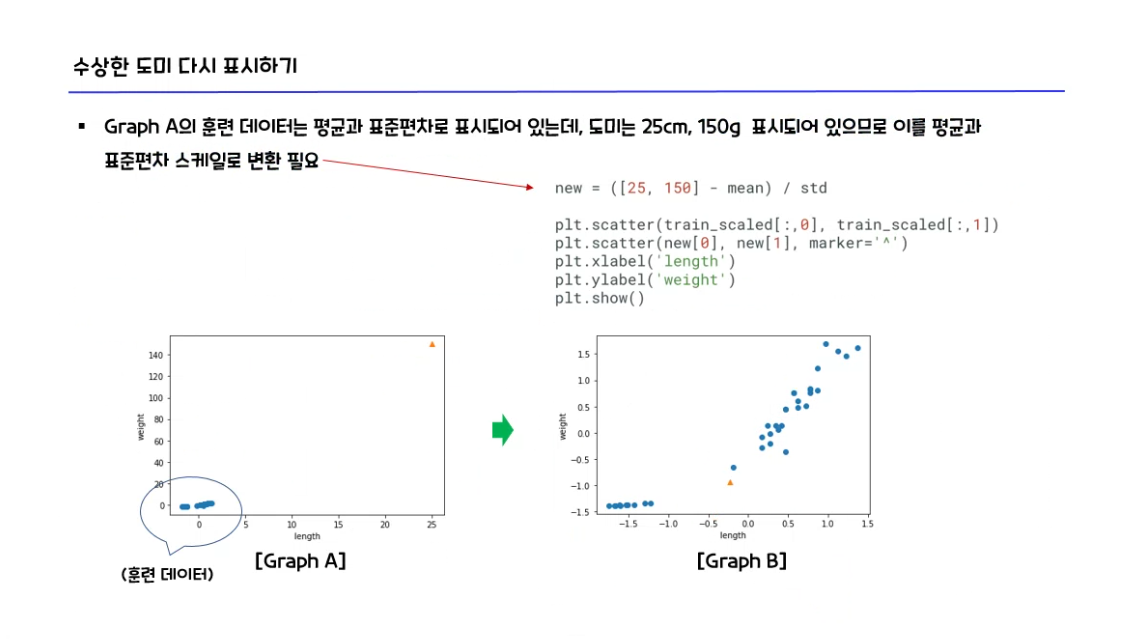 수상한 도미 다시 표시하기
▪ Graph A의 훈련 데이터는 평균과 표준편차로 표시되어 있는데, 도미는 25cm, 150g 표시되어 있으므로 이를 평균과
표준편차 스케일로 변환 필요
new = ([25, 150] - mean) / std
plt.scatter(train_scaled[:,0], train_scaled[:,1])
plt.scatter(new[0], new[1], marker='^')
plt.xlabel('length')
plt.ylabel('weight')
plt.show()
140
120
100
80
60
40
20
0
weight
0 5 10 15 20 25
length
[Graph A]
(훈련 데이터)
1.5
1.0
0.5
0.0
−0.5
−1.0
−1.5
weight
−1.5 −1.0 −0.5 0.0 0.5 1.0 1.5
length
[Graph B]